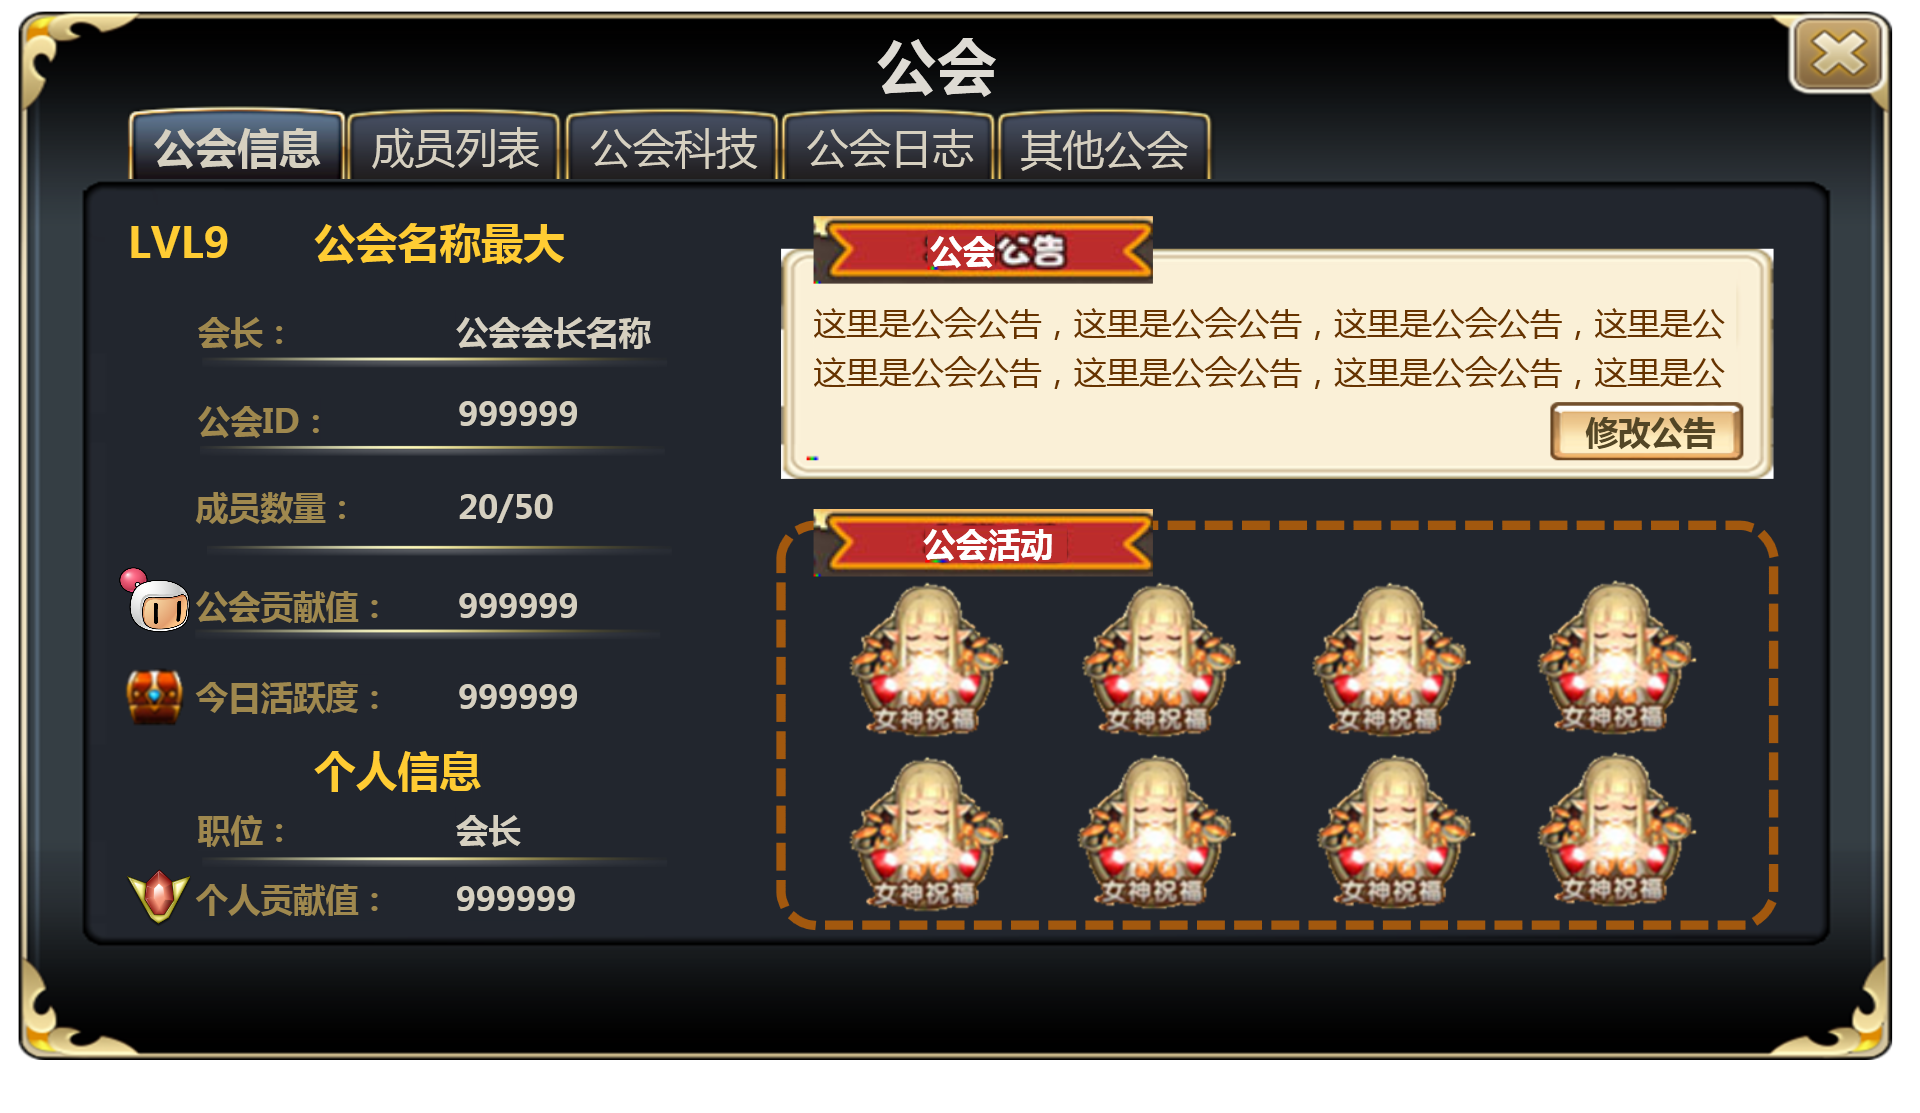 公会
公会信息 成员列表 公会科技 公会日志 其他公会
LVL9 公会名称最大
会长： 公会会长名称
公会ID： 999999
成员数量： 20/50
公会贡献值： 999999
今日活跃度： 999999
个人信息
职位： 会长
个人贡献值： 999999
公会公告
这里是公会公告，这里是公会公告，这里是公会公告，这里是公
这里是公会公告，这里是公会公告，这里是公会公告，这里是公
修改公告
公会活动
女神祝福 女神祝福 女神祝福 女神祝福
女神祝福 女神祝福 女神祝福 女神祝福